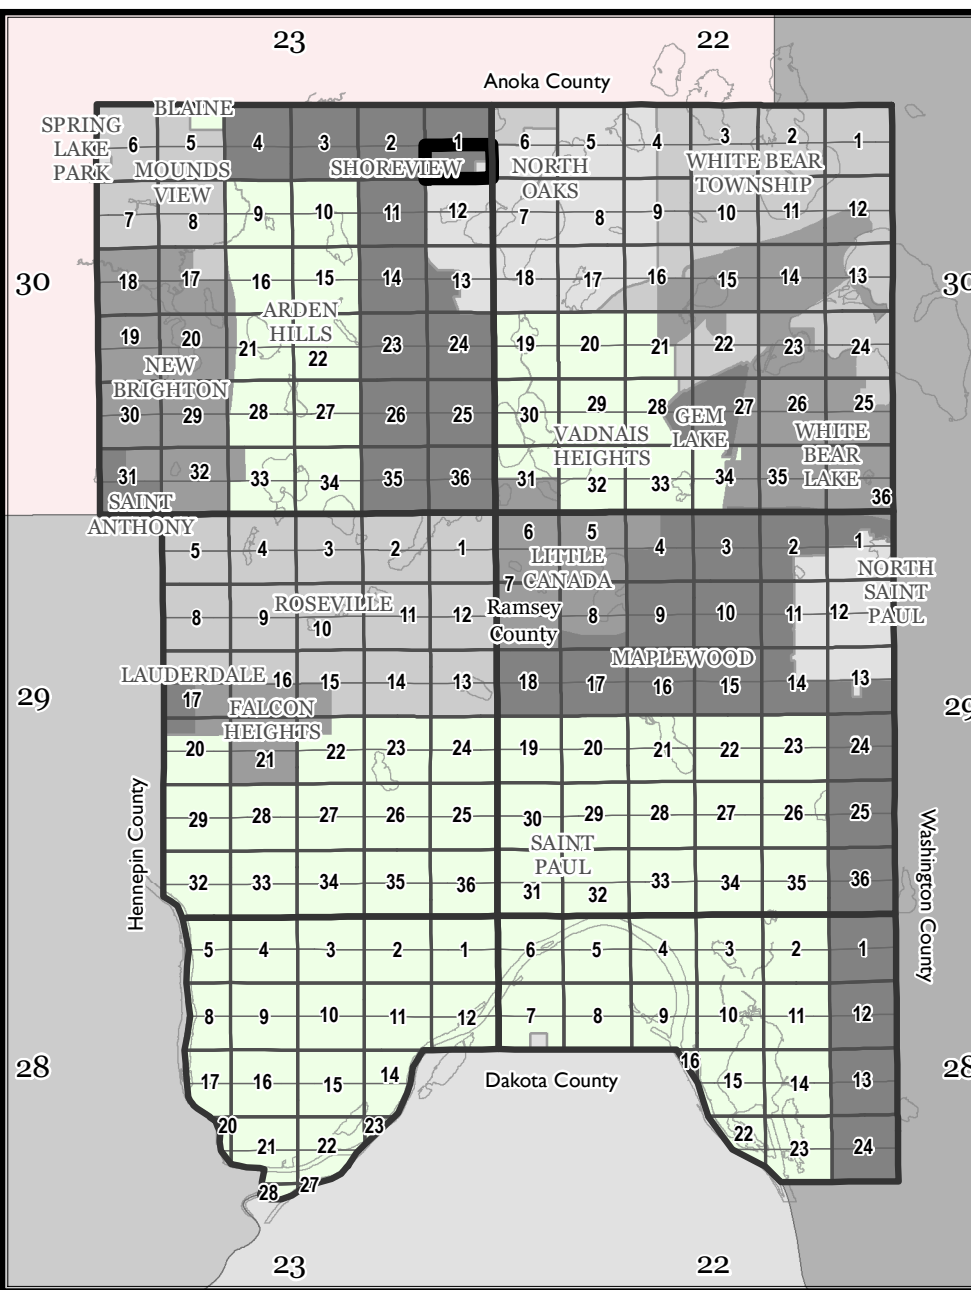 23 22
Anoka County
BLAINE
SPRING
LAKE
PARK
6 5 4 3 2 1 6 5 4 3 2 1
MOUNDS
VIEW
SHOREVIEW
NORTH
OAKS
WHITE BEAR
TOWNSHIP
7 8 9 10 11 12 7 8 9 10 11 12
30 18 17 16 15 14 13 18 17 16 15 14 13 30
ARDEN
HILLS
19 20 21 22 23 24 19 20 21 22 23 24
NEW
BRIGHTON
30 29 28 27 26 25 30 29 28 27 26 25
GEM
LAKE
VADNAIS
HEIGHTS
WHITE
BEAR
LAKE
31 32 33 34 35 36 31 32 33 34 35 36
SAINT
ANTHONY
5 4 3 2 1 6 5 4 3 2 1
LITTLE
CANADA
NORTH
SAINT
PAUL
8 9 10 11 12 7 8 9 10 11 12
ROSEVILLE
Ramsey
County
MAPLEWOOD
LAUDERDALE
29 17 16 15 14 13 18 17 16 15 14 13 29
FALCON
HEIGHTS
20 21 22 23 24 19 20 21 22 23 24
29 28 27 26 25 30 29 28 27 26 25
SAINT
PAUL
Hennepin County
Washington County
32 33 34 35 36 31 32 33 34 35 36
5 4 3 2 1 6 5 4 3 2 1
8 9 10 11 12 7 8 9 10 11 12
28 17 16 15 14 16 15 14 13 28
Dakota County
20 21 22 23 22 23 24
28 27
23 22